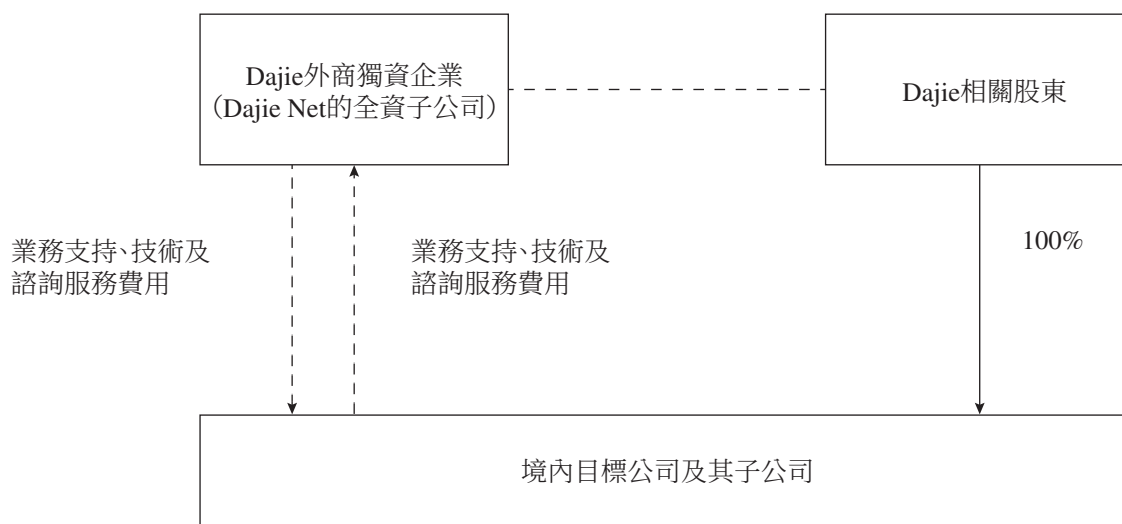 Dajie外商獨資企業
（Dajie Net的全資子公司）
Dajie相關股東
業務支持、技術及
諮詢服務費用
業務支持、技術及
諮詢服務費用
100%
境內目標公司及其子公司